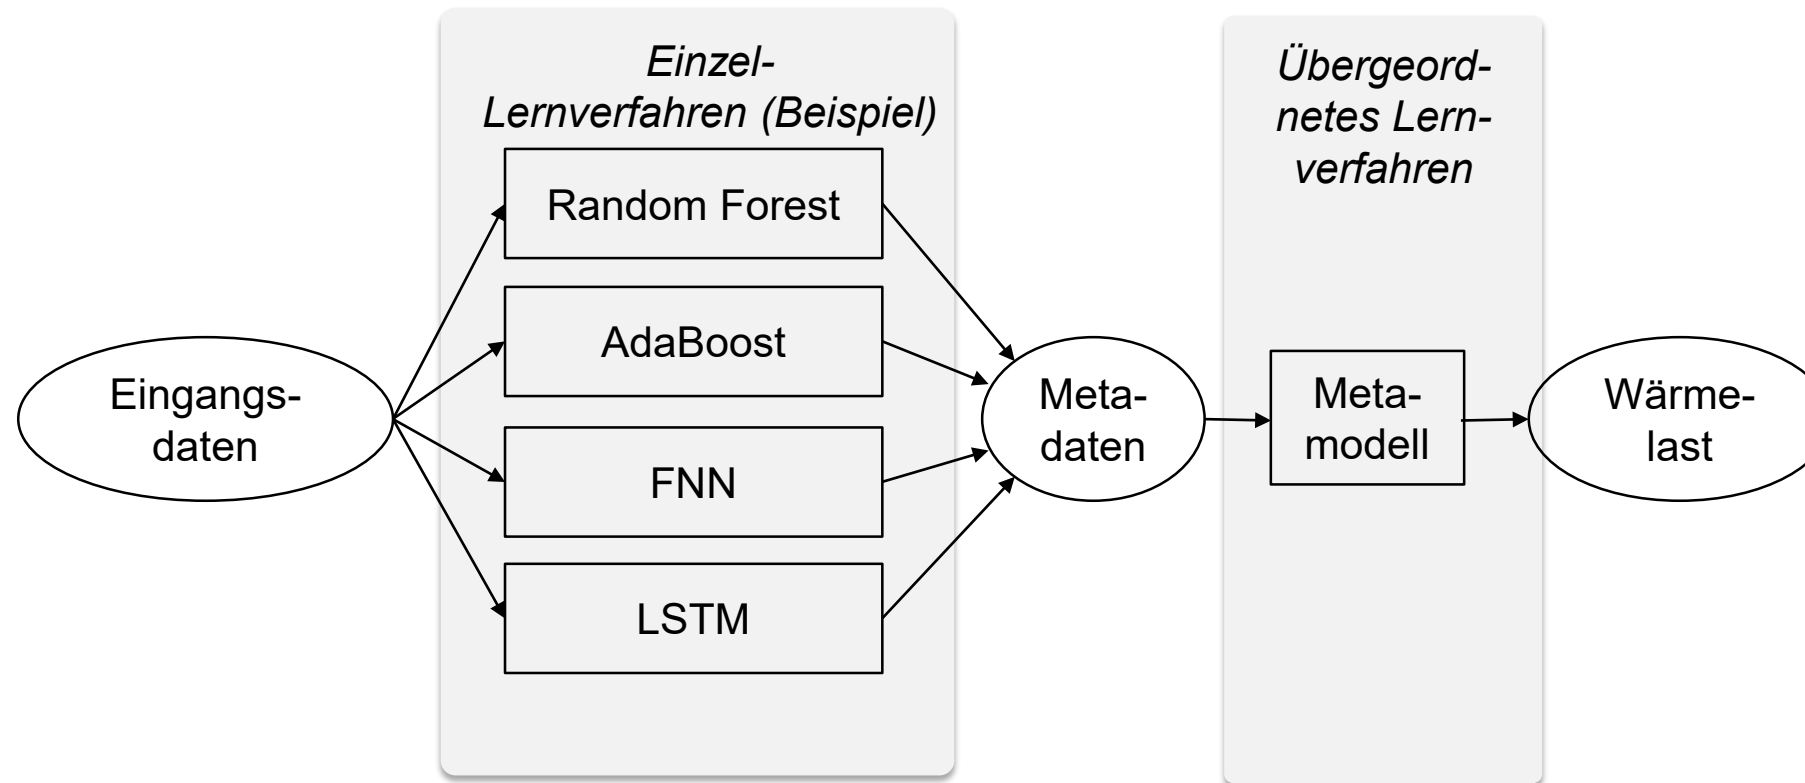 Einzel-
Lernverfahren (Beispiel)
Random Forest
AdaBoost
FNN
LSTM
Eingangs-
daten
Meta-
daten
Übergeord-
netes Lern-
verfahren
Meta-
modell
Wärme-
last